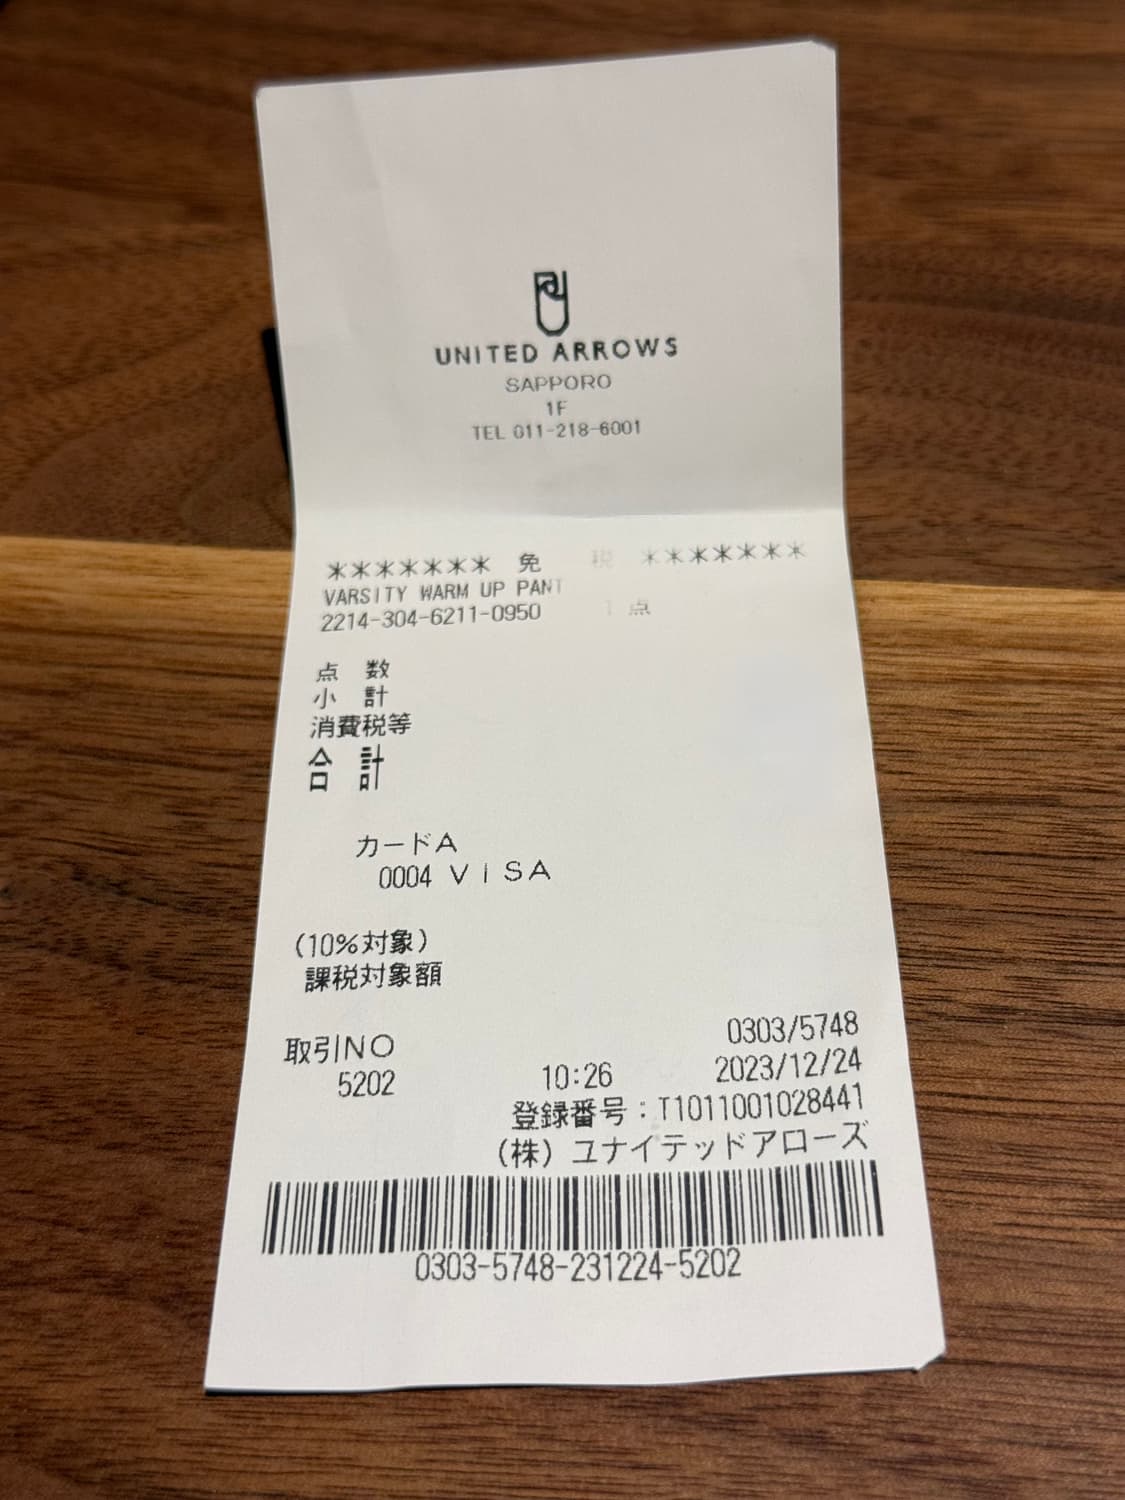 UNITED ARROWS
SAPPORO
1F
TEL 011-218-6001
******* 免 税 *******
VARSITY WARM UP PANT
2214-304-6211-0950 1 点
点 数
小 計
消費税等
合 計
カードA
0004 VISA
(10%対象)
課税対象額
0303/5748
取引NO
5202 10:26 2023/12/24
登録番号:T1011001028441
(株) ユナイテッドアローズ
0303-5748-231224-5202